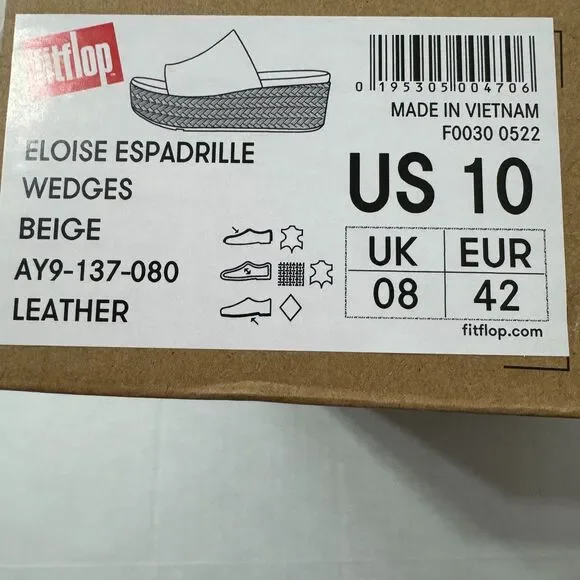 fitflop
0 195305 004706
MADE IN VIETNAM
F0030 0522
ELOISE ESPADRILLE
WEDGES
BEIGE
AY9-137-080
LEATHER
US 10
UK EUR
08 42
fitflop.com